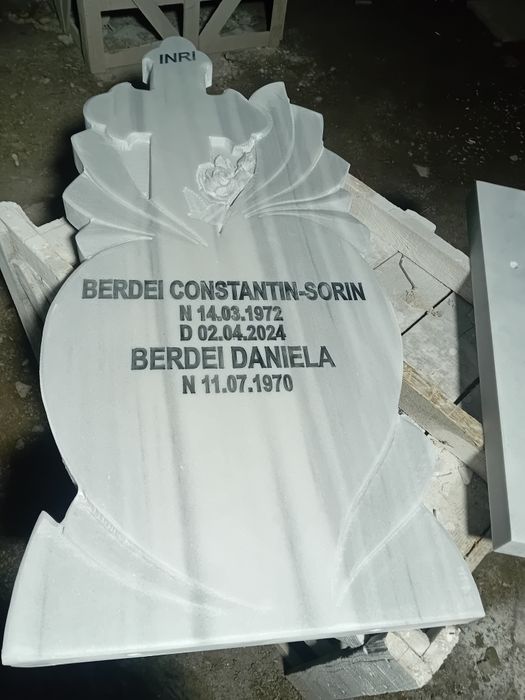 INRI
BERDEI CONSTANTIN-SORIN
N 14.03.1972
D 02.04.2024
BERDEI DANIELA
N 11.07.1970